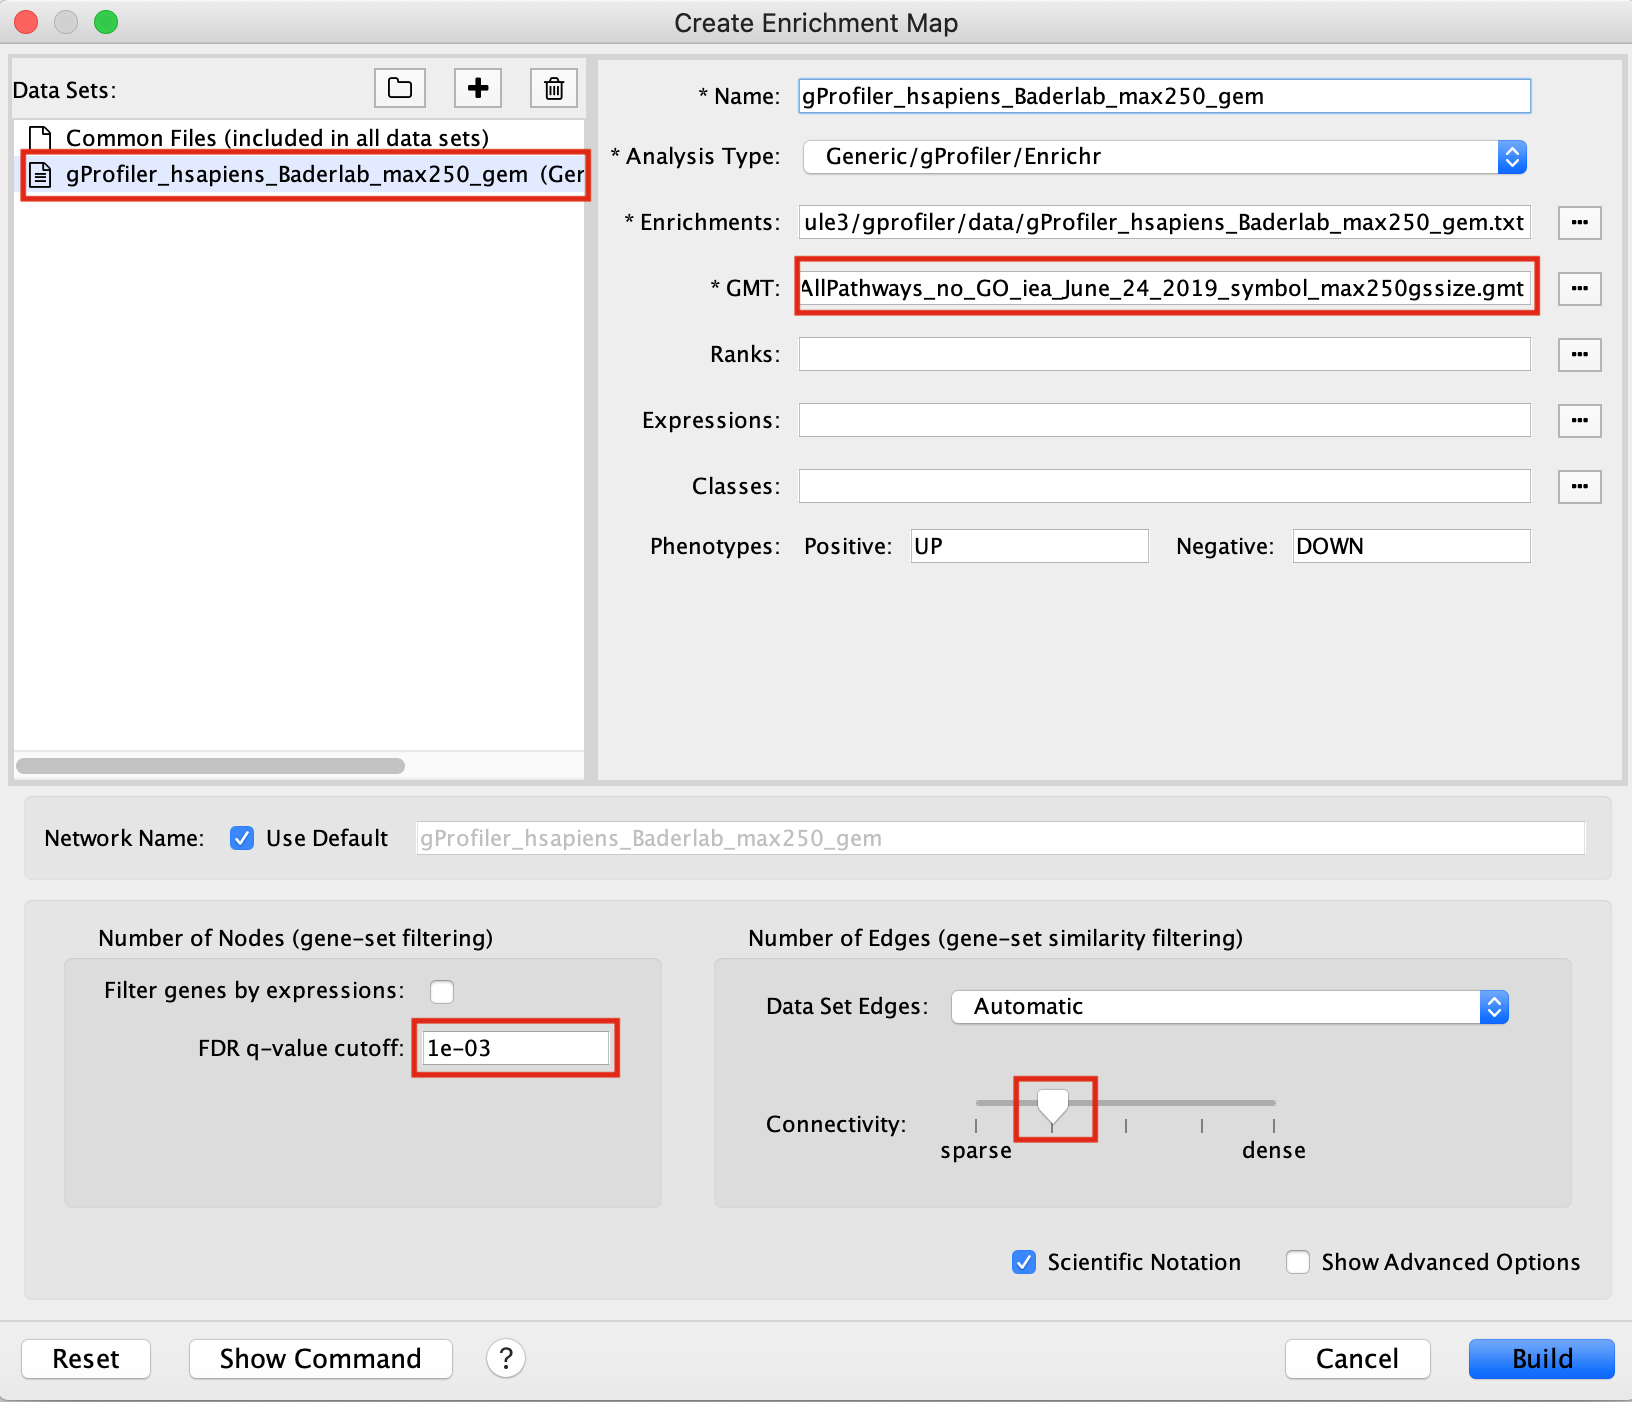 Create Enrichment Map
Data Sets:
Common Files (included in all data sets)
gProfiler_hsapiens_Baderlab_max250_gem (Ger
* Name: gProfiler_hsapiens_Baderlab_max250_gem
* Analysis Type: Generic/gProfiler/Enrichr
* Enrichments: ule3/gprofiler/data/gProfiler_hsapiens_Baderlab_max250_gem.txt ...
* GMT: AllPathways_no_GO_iea_June_24_2019_symbol_max250gssize.gmt ...
Ranks: ...
Expressions: ...
Classes: ...
Phenotypes: Positive: UP Negative: DOWN
Network Name: Use Default gProfiler_hsapiens_Baderlab_max250_gem
Number of Nodes (gene-set filtering)
Filter genes by expressions:
FDR q-value cutoff: 1e-03
Number of Edges (gene-set similarity filtering)
Data Set Edges: Automatic
Connectivity:
sparse dense
Scientific Notation Show Advanced Options
Reset Show Command ? Cancel Build